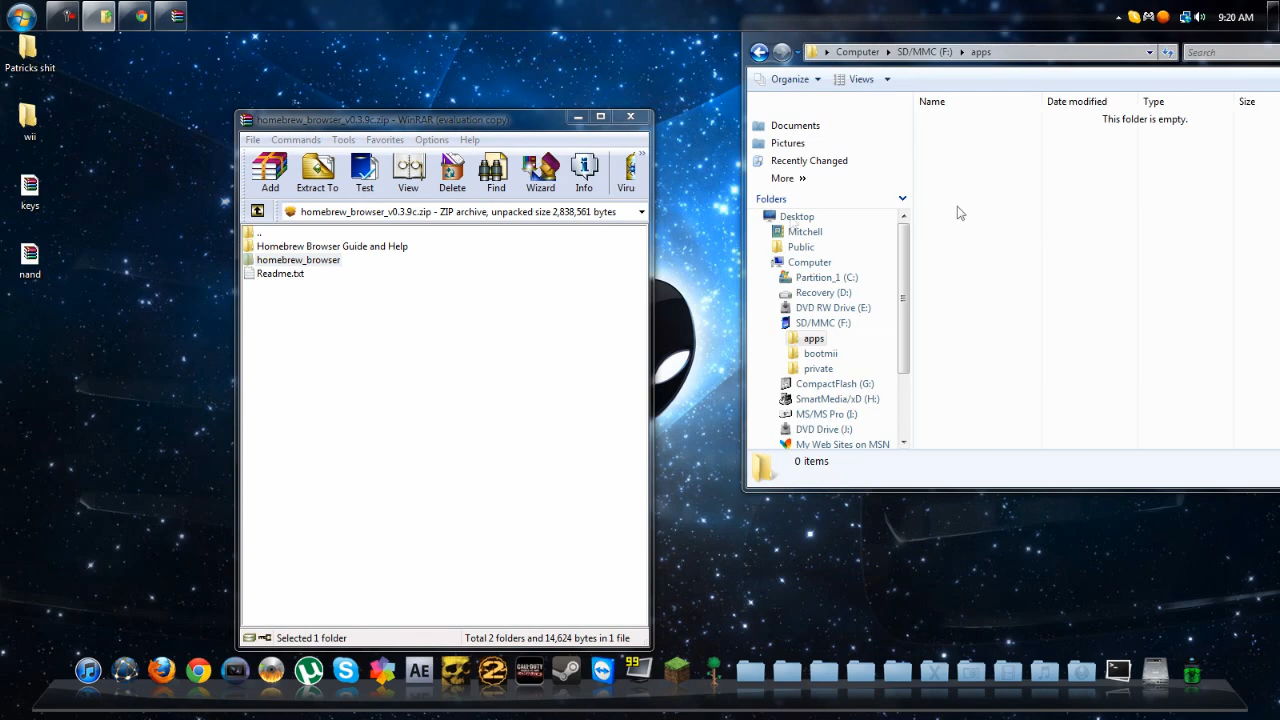 9:20 AM
Patricks shit
wii
keys
nand
homebrew_browser_v0.3.9c.zip - WinRAR (evaluation copy)
File Commands Tools Favorites Options Help
Add Extract To Test View Delete Find Wizard Info Viru
homebrew_browser_v0.3.9c.zip - ZIP archive, unpacked size 2,838,561 bytes
..
Homebrew Browser Guide and Help
homebrew_browser
Readme.txt
Selected 1 folder
Total 2 folders and 14,624 bytes in 1 file
Computer SD/MMC (F:) apps
Search
Organize Views
Name Date modified Type Size
This folder is empty.
Documents
Pictures
Recently Changed
More »
Folders
Desktop
Mitchell
Public
Computer
Partition_1 (C:)
Recovery (D:)
DVD RW Drive (E:)
SD/MMC (F:)
apps
bootmii
private
CompactFlash (G:)
SmartMedia/xD (H:)
MS/MS Pro (I:)
DVD Drive (J:)
My Web Sites on MSN
0 items
AE
2
CALL OF DUTY
99